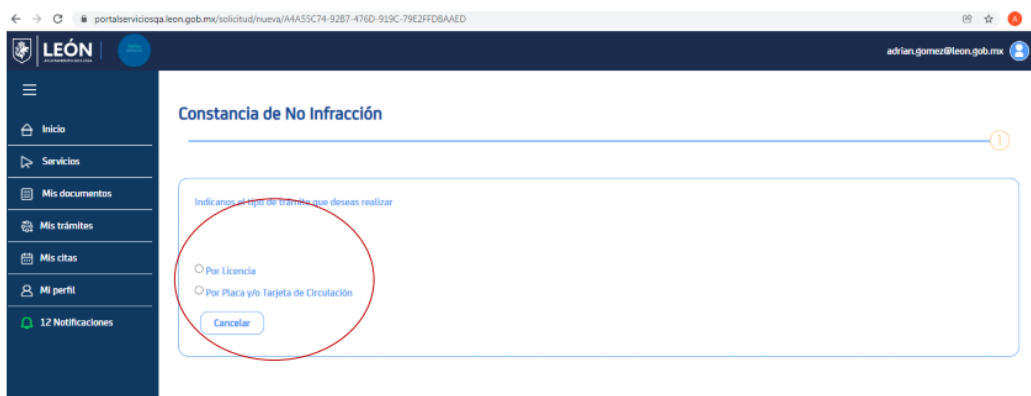 portalserviciosqa.leon.gob.mx/solicitud/nueva/A4A55C74-92B7-476D-919C-79E2FFDBAAED
A
LEÓN
adrian.gomez@leon.gob.mx
Constancia de No Infracción
1
Inicio
Servicios
Mis documentos
Mis trámites
Mis citas
Mi perfil
12 Notificaciones
Indícanos el tipo de trámite que deseas realizar
Por Licencia
Por Placa y/o Tarjeta de Circulación
Cancelar